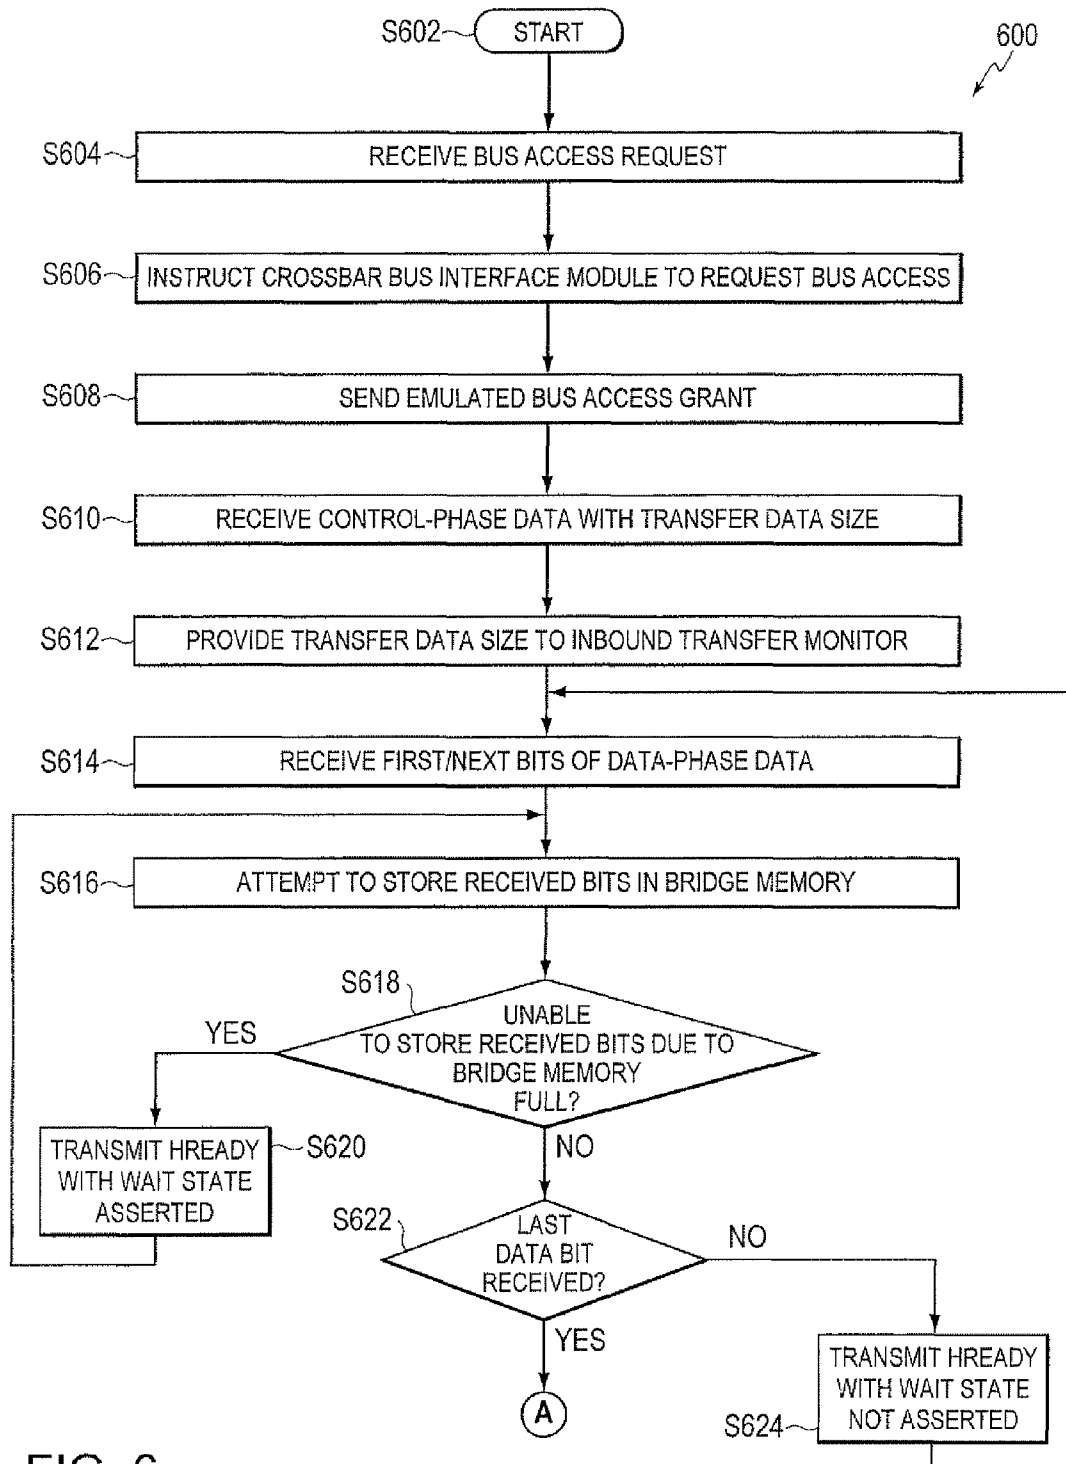 S602
START
600
S604
RECEIVE BUS ACCESS REQUEST
S606
INSTRUCT CROSSBAR BUS INTERFACE MODULE TO REQUEST BUS ACCESS
S608
SEND EMULATED BUS ACCESS GRANT
S610
RECEIVE CONTROL-PHASE DATA WITH TRANSFER DATA SIZE
S612
PROVIDE TRANSFER DATA SIZE TO INBOUND TRANSFER MONITOR
S614
RECEIVE FIRST/NEXT BITS OF DATA-PHASE DATA
S616
ATTEMPT TO STORE RECEIVED BITS IN BRIDGE MEMORY
S618
UNABLE
TO STORE RECEIVED BITS DUE TO
BRIDGE MEMORY
FULL?
YES
NO
TRANSMIT HREADY
WITH WAIT STATE
ASSERTED
S620
S622
LAST
DATA BIT
RECEIVED?
NO
YES
A
TRANSMIT HREADY
WITH WAIT STATE
NOT ASSERTED
S624
FIG. 6